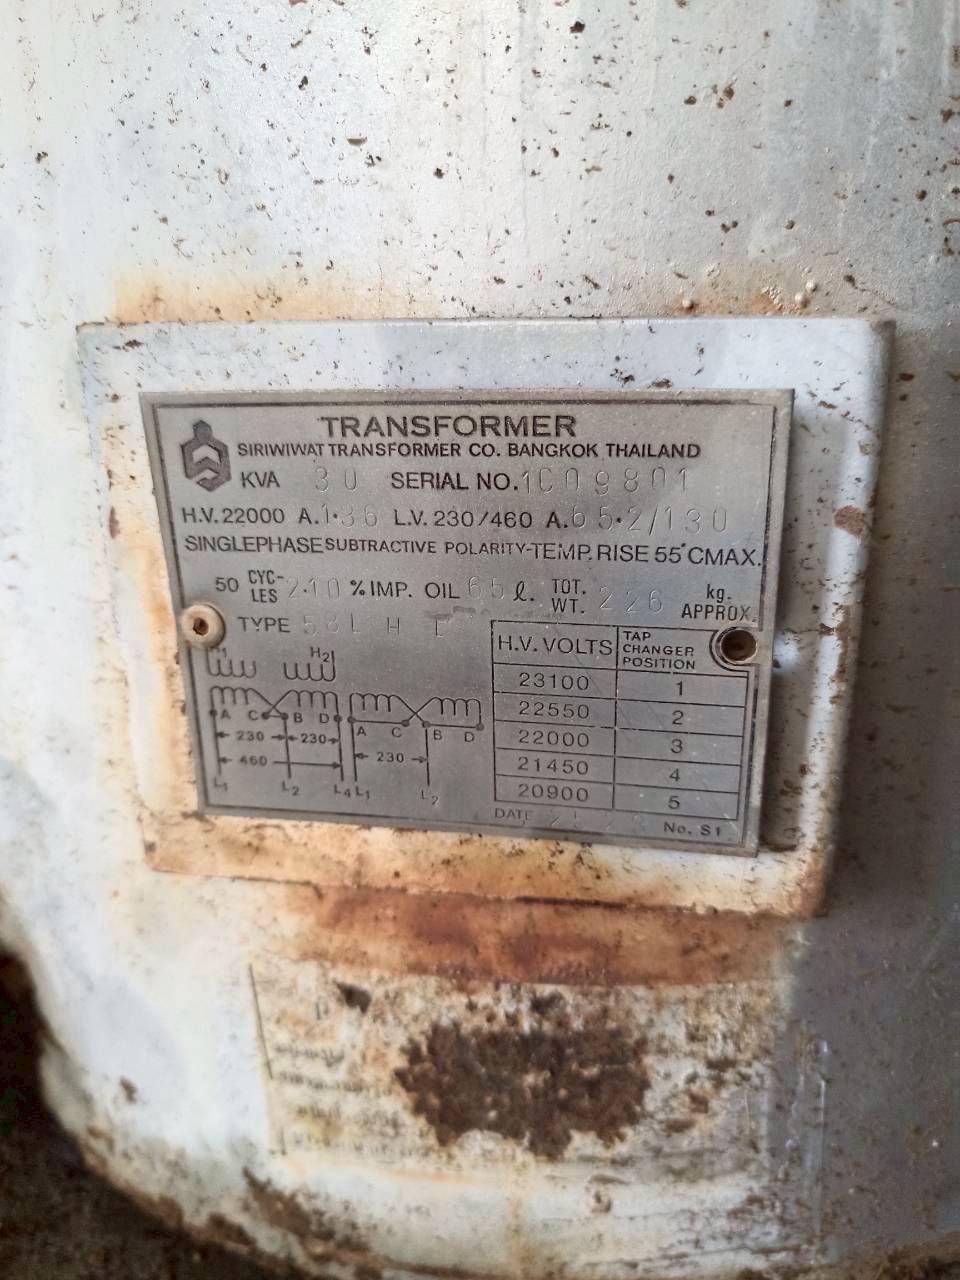 TRANSFORMER
SIRIWIWAT TRANSFORMER CO. BANGKOK THAILAND
KVA 30 SERIAL NO. 1C09801
H.V. 22000 A. 1.36 L.V. 230/460 A. 65.2/130
SINGLEPHASE SUBTRACTIVE POLARITY-TEMP. RISE 55°C MAX.
50 CYC-LES 2.10 % IMP. OIL 65 ℓ. TOT. WT. 226 kg. APPROX.
TYPE
H.V. VOLTS TAP CHANGER POSITION
23100 1
22550 2
22000 3
21450 4
20900 5
H2
A C B D A C B D
230 230 230
460
L1 L2 L4 L1 L2
DATE
No. S1